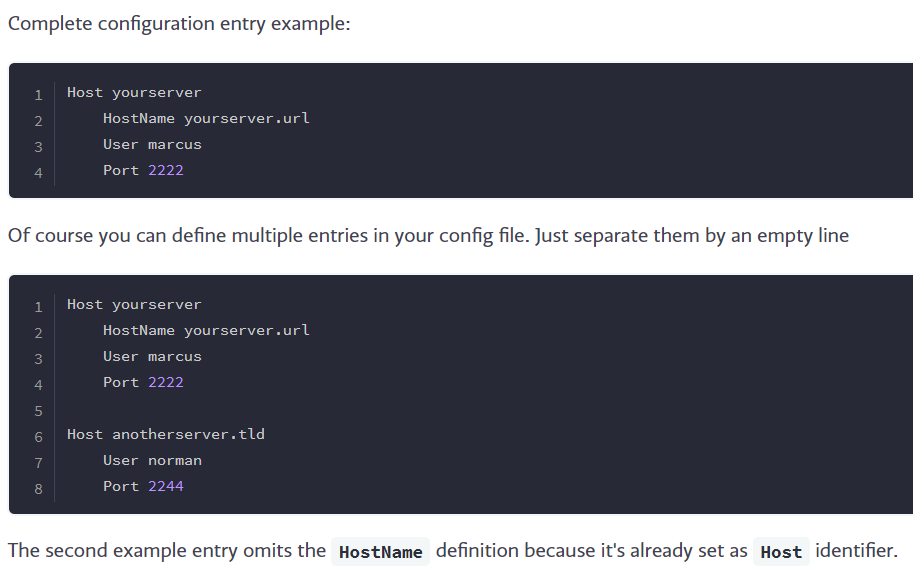 Complete configuration entry example:
1 Host yourserver
2     HostName yourserver.url
3     User marcus
4     Port 2222
Of course you can define multiple entries in your config file. Just separate them by an empty line
1 Host yourserver
2     HostName yourserver.url
3     User marcus
4     Port 2222
5
6 Host anotherserver.tld
7     User norman
8     Port 2244
The second example entry omits the HostName definition because it's already set as Host identifier.